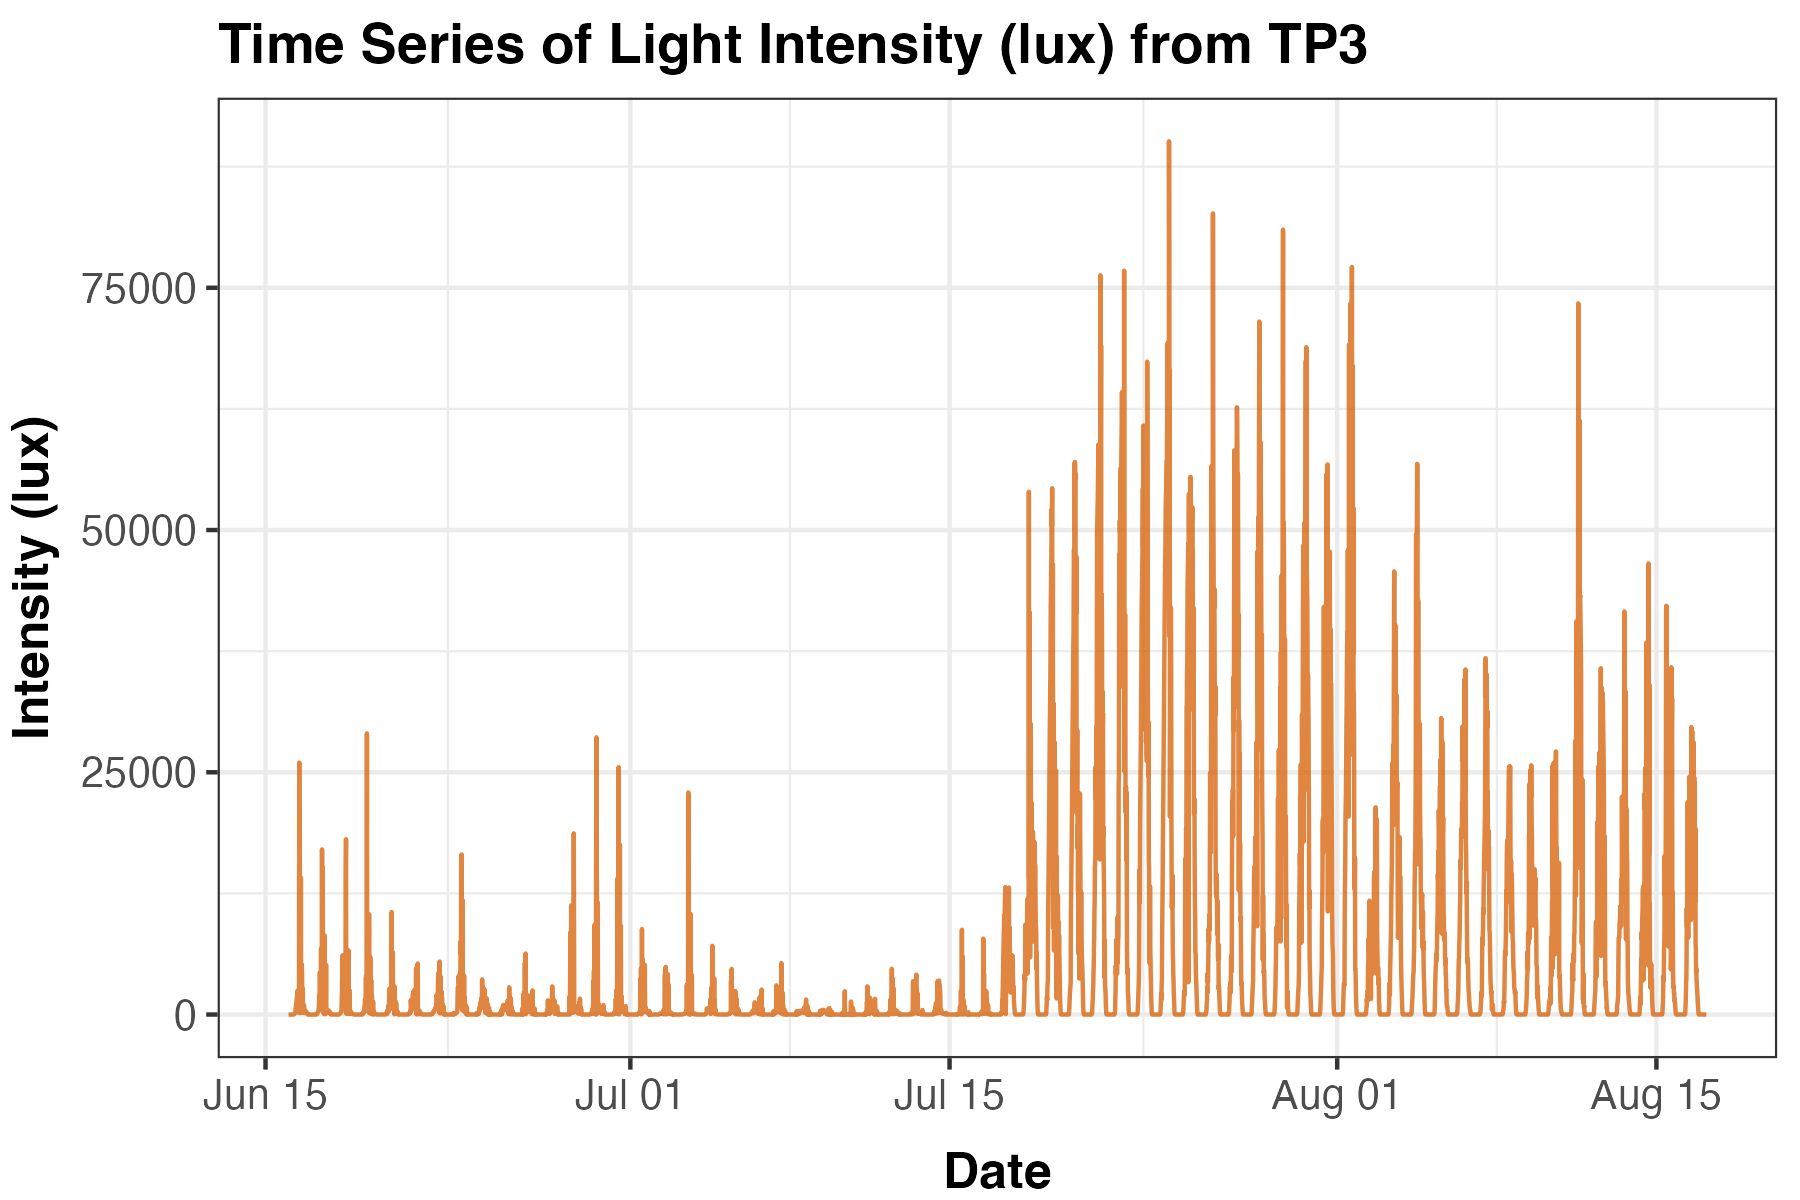 Time Series of Light Intensity (lux) from TP3
Intensity (lux)
75000
50000
25000
0
Jun 15 Jul 01 Jul 15 Aug 01 Aug 15
Date